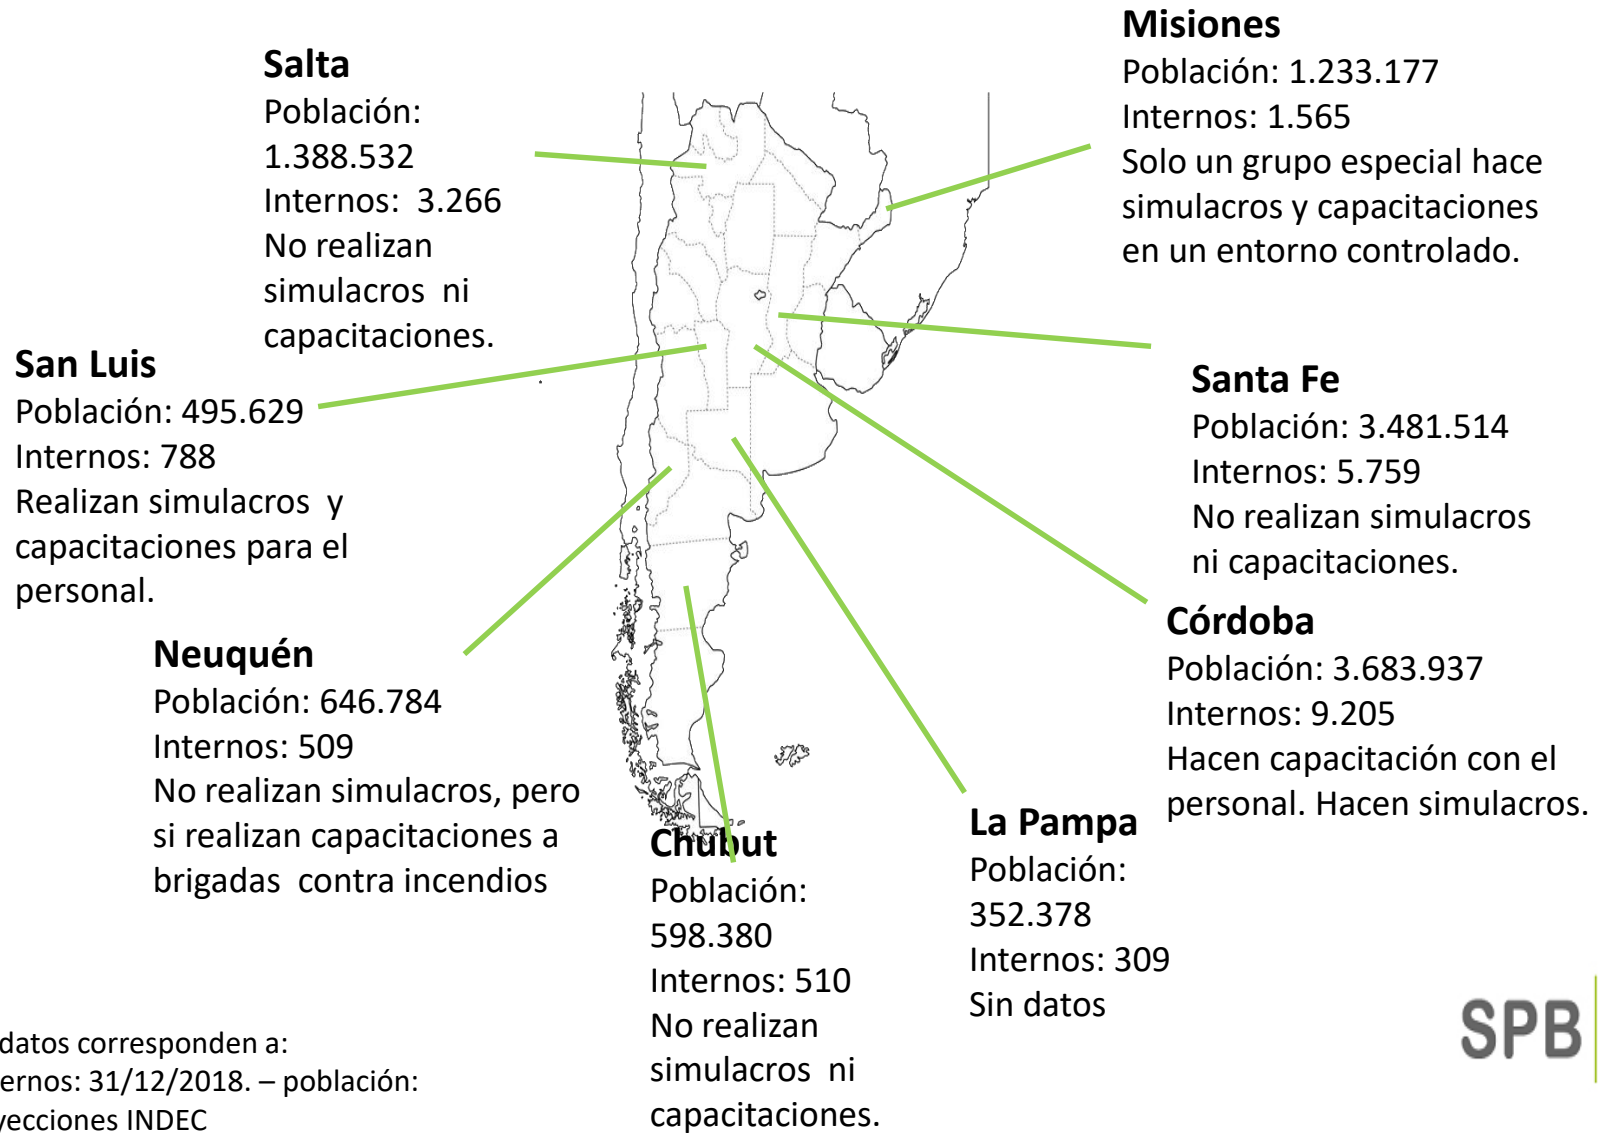 Misiones
Población: 1.233.177
Internos: 1.565
Solo un grupo especial hace
simulacros y capacitaciones
en un entorno controlado.
Salta
Población:
1.388.532
Internos:  3.266
No realizan
simulacros  ni
capacitaciones.
San Luis
Población: 495.629
Internos: 788
Realizan simulacros  y
capacitaciones para el
personal.
Santa Fe
Población: 3.481.514
Internos: 5.759
No realizan simulacros
ni capacitaciones.
Córdoba
Población: 3.683.937
Internos: 9.205
Hacen capacitación con el
personal. Hacen simulacros.
Neuquén
Población: 646.784
Internos: 509
No realizan simulacros, pero
si realizan capacitaciones a
brigadas  contra incendios
Chubut
Población:
598.380
Internos: 510
No realizan
simulacros  ni
capacitaciones.
La Pampa
Población:
352.378
Internos: 309
Sin datos
datos corresponden a:
ernos: 31/12/2018. – población:
yecciones INDEC
SPB